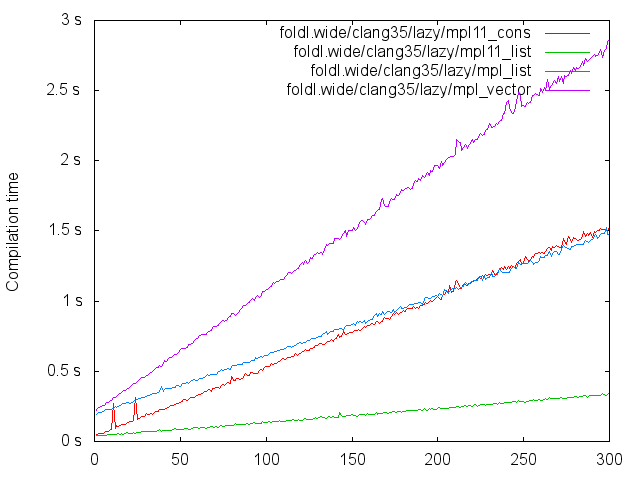 3 s
foldl.wide/clang35/lazy/mpl11_cons
foldl.wide/clang35/lazy/mpl11_list
foldl.wide/clang35/lazy/mpl_list
foldl.wide/clang35/lazy/mpl_vector
2.5 s
2 s
Compilation time
1.5 s
1 s
0.5 s
0 s
0 50 100 150 200 250 300